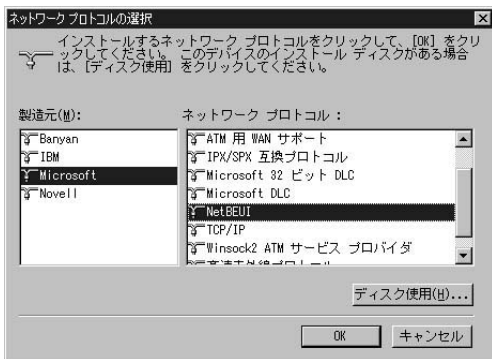 ネットワーク プロトコルの選択
インストールするネットワーク プロトコルをクリックして、[OK] をクリ
ックしてください。 このデバイスのインストール ディスクがある場合
は、[ディスク使用] をクリックしてください。
製造元(M):
Banyan
IBM
Microsoft
Novell
ネットワーク プロトコル :
ATM 用 WAN サポート
IPX/SPX 互換プロトコル
Microsoft 32 ビット DLC
Microsoft DLC
NetBEUI
TCP/IP
Winsock2 ATM サービス プロバイダ
ディスク使用(H)...
OK
キャンセル